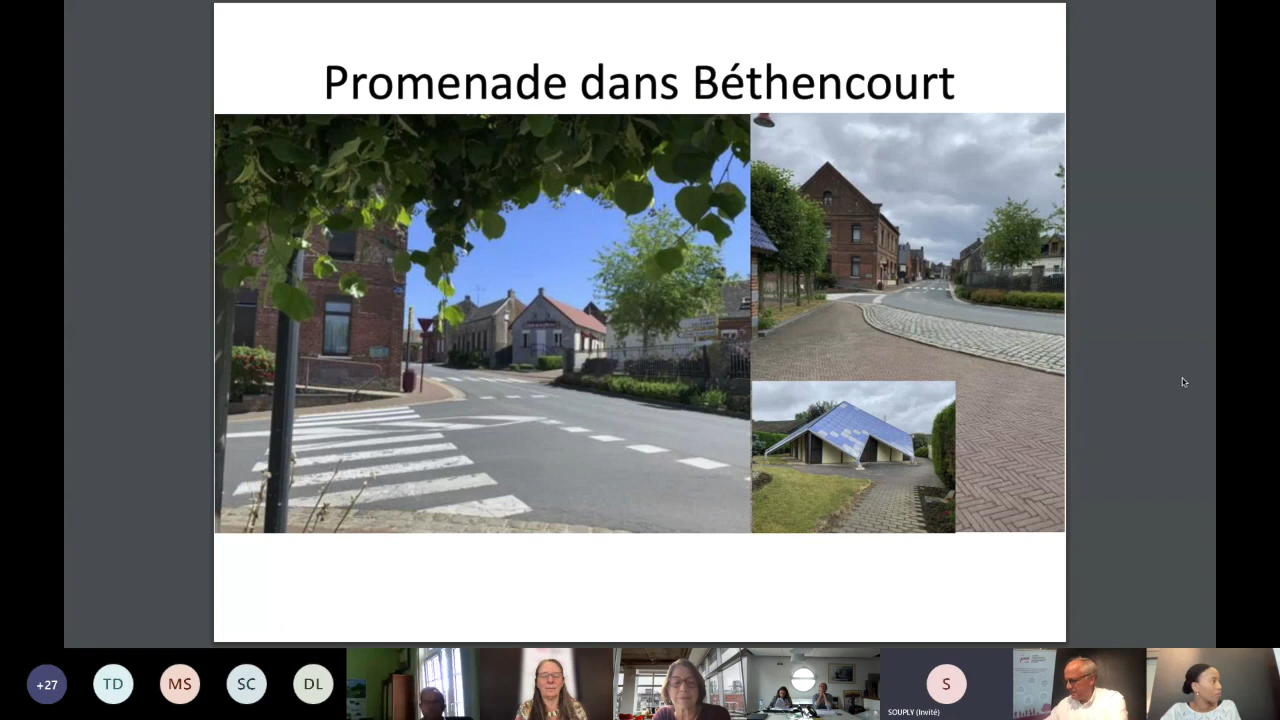 Promenade dans Béthencourt
+27
TD
MS
SC
DL
S
SOUPLY (Invité)